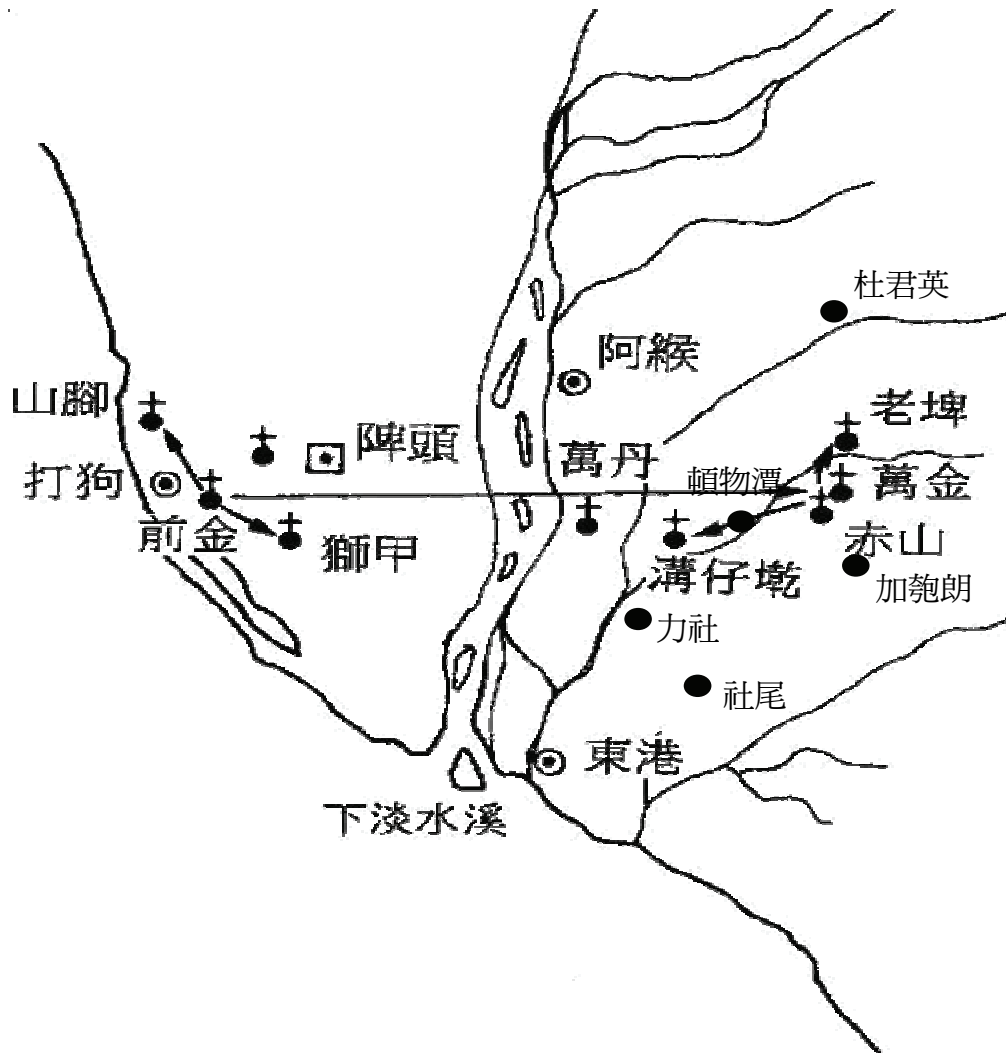 杜君英
阿緱
山腳
老埤
陴頭
萬丹
打狗
頓物潭
萬金
前金
獅甲
赤山
溝仔墘
加匏朗
力社
社尾
東港
下淡水溪